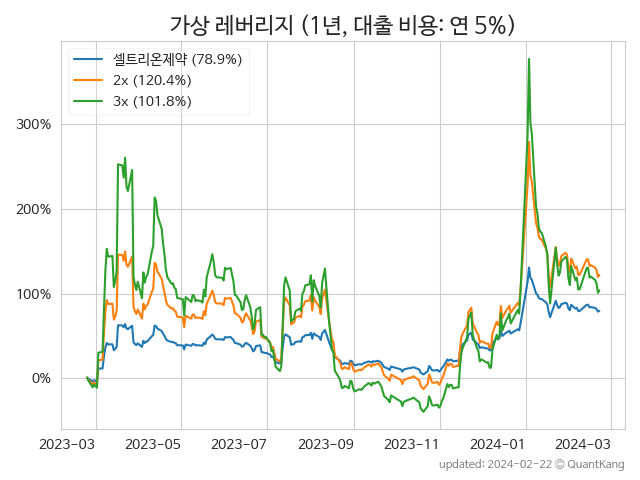 가상 레버리지 (1년, 대출 비용: 연 5%)
셀트리온제약 (78.9%)
2x (120.4%)
3x (101.8%)
300%
200%
100%
0%
2023-03 2023-05 2023-07 2023-09 2023-11 2024-01 2024-03
updated: 2024-02-22 © QuantKang